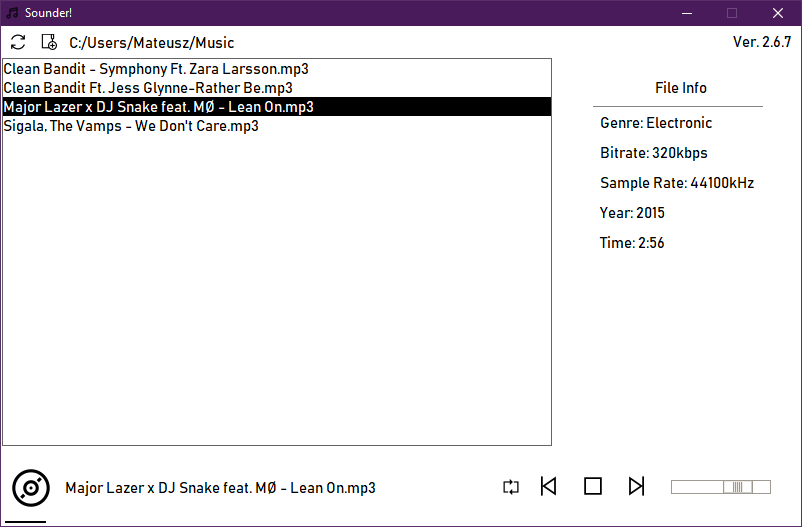 Sounder!
C:/Users/Mateusz/Music
Ver. 2.6.7
Clean Bandit - Symphony Ft. Zara Larsson.mp3
Clean Bandit Ft. Jess Glynne-Rather Be.mp3
Major Lazer x DJ Snake feat. MØ - Lean On.mp3
Sigala, The Vamps - We Don't Care.mp3
File Info
Genre: Electronic
Bitrate: 320kbps
Sample Rate: 44100kHz
Year: 2015
Time: 2:56
Major Lazer x DJ Snake feat. MØ - Lean On.mp3